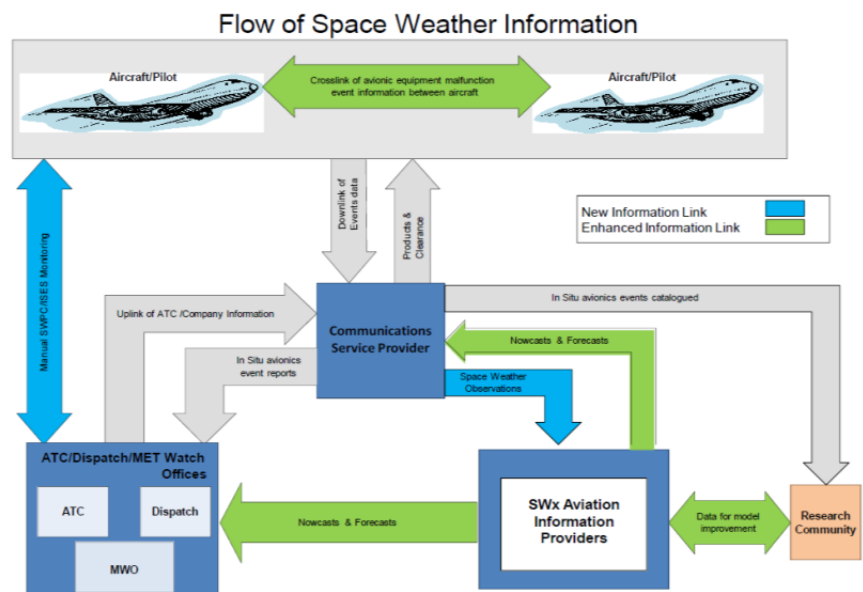 Flow of Space Weather Information
Aircraft/Pilot
Crosslink of avionic equipment malfunction
event information between aircraft
Aircraft/Pilot
Manual SWPC/ISES Monitoring
Downlink of
Events data
Products &
Clearance
New Information Link
Enhanced Information Link
Uplink of ATC /Company Information
Communications
Service Provider
In Situ avionics events catalogued
In Situ avionics
event reports
Nowcasts & Forecasts
Space Weather
Observations
ATC/Dispatch/MET Watch
Offices
ATC
Dispatch
MWO
Nowcasts & Forecasts
SWx Aviation
Information
Providers
Data for model
improvement
Research
Community